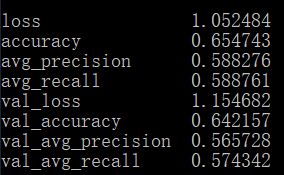 loss 1.052484
accuracy 0.654743
avg_precision 0.588276
avg_recall 0.588761
val_loss 1.154682
val_accuracy 0.642157
val_avg_precision 0.565728
val_avg_recall 0.574342